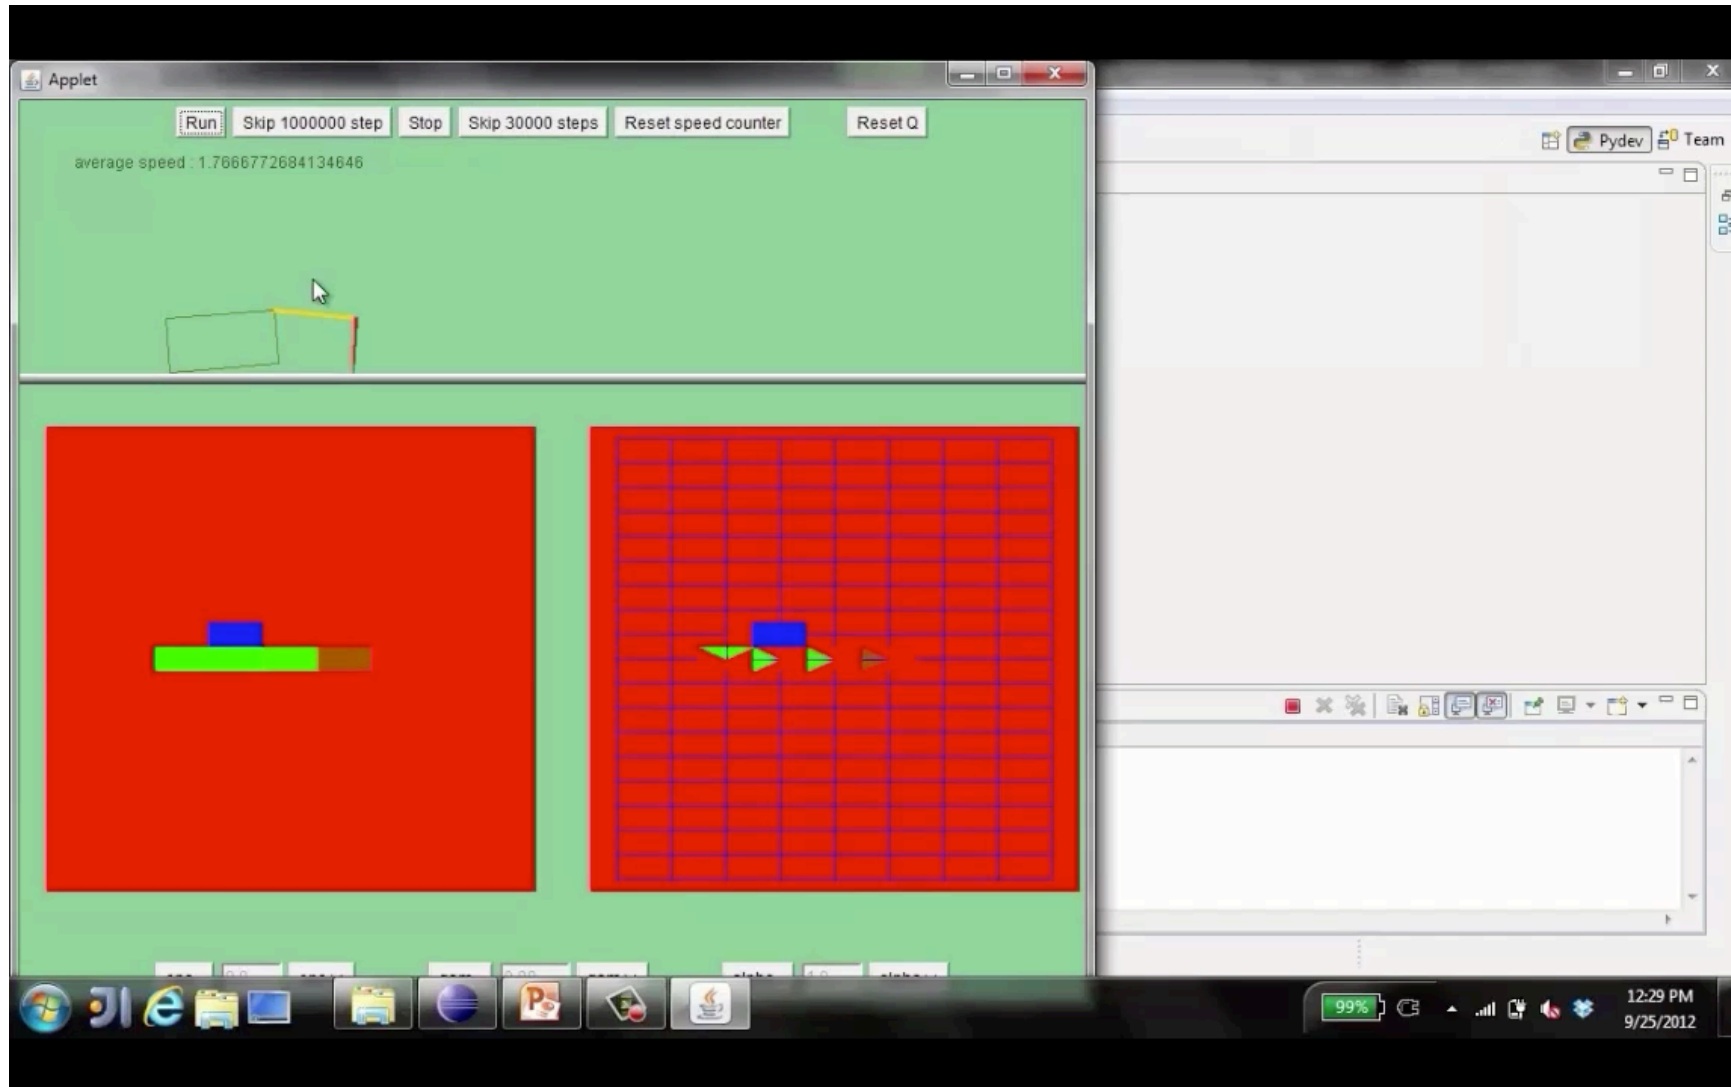 Applet
Run Skip 1000000 step Stop Skip 30000 steps Reset speed counter Reset Q
average speed : 1.7666772684134646
Pydev Team
99%
12:29 PM
9/25/2012